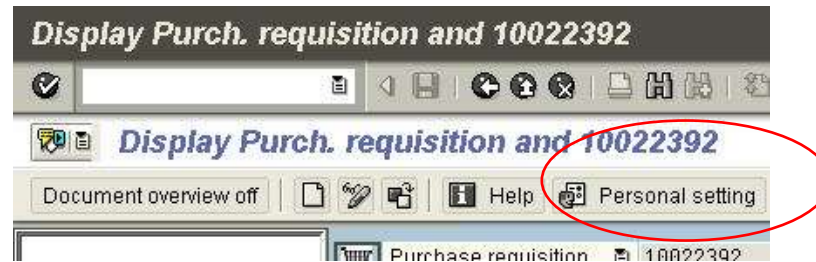 Display Purch. requisition and 10022392
Display Purch. requisition and 10022392
Document overview off Help Personal setting
Purchase requisition 10022392